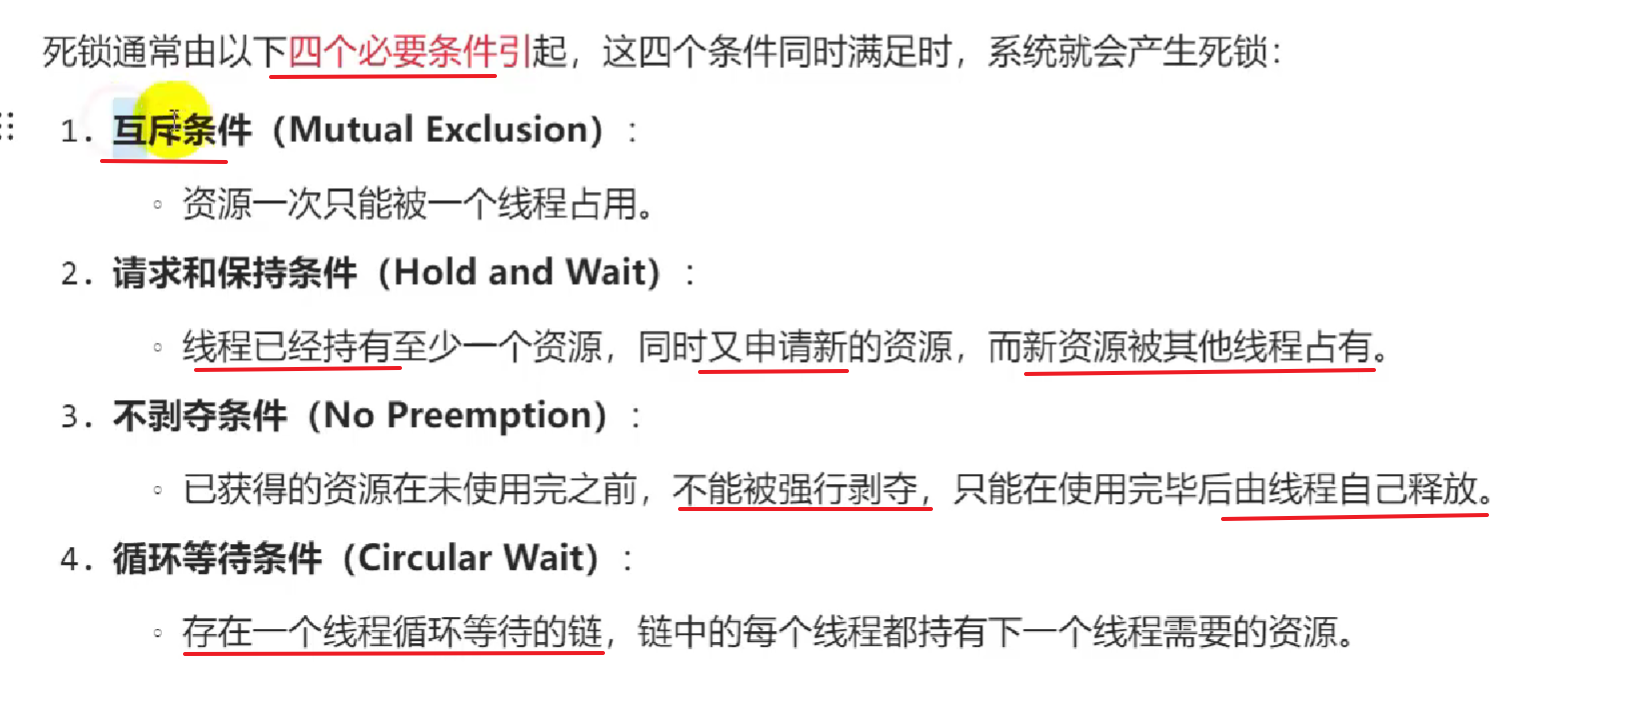 死锁通常由以下四个必要条件引起，这四个条件同时满足时，系统就会产生死锁：
1. 互斥条件（Mutual Exclusion）：
◦ 资源一次只能被一个线程占用。
2. 请求和保持条件（Hold and Wait）：
◦ 线程已经持有至少一个资源，同时又申请新的资源，而新资源被其他线程占有。
3. 不剥夺条件（No Preemption）：
◦ 已获得的资源在未使用完之前，不能被强行剥夺，只能在使用完毕后由线程自己释放。
4. 循环等待条件（Circular Wait）：
◦ 存在一个线程循环等待的链，链中的每个线程都持有下一个线程需要的资源。